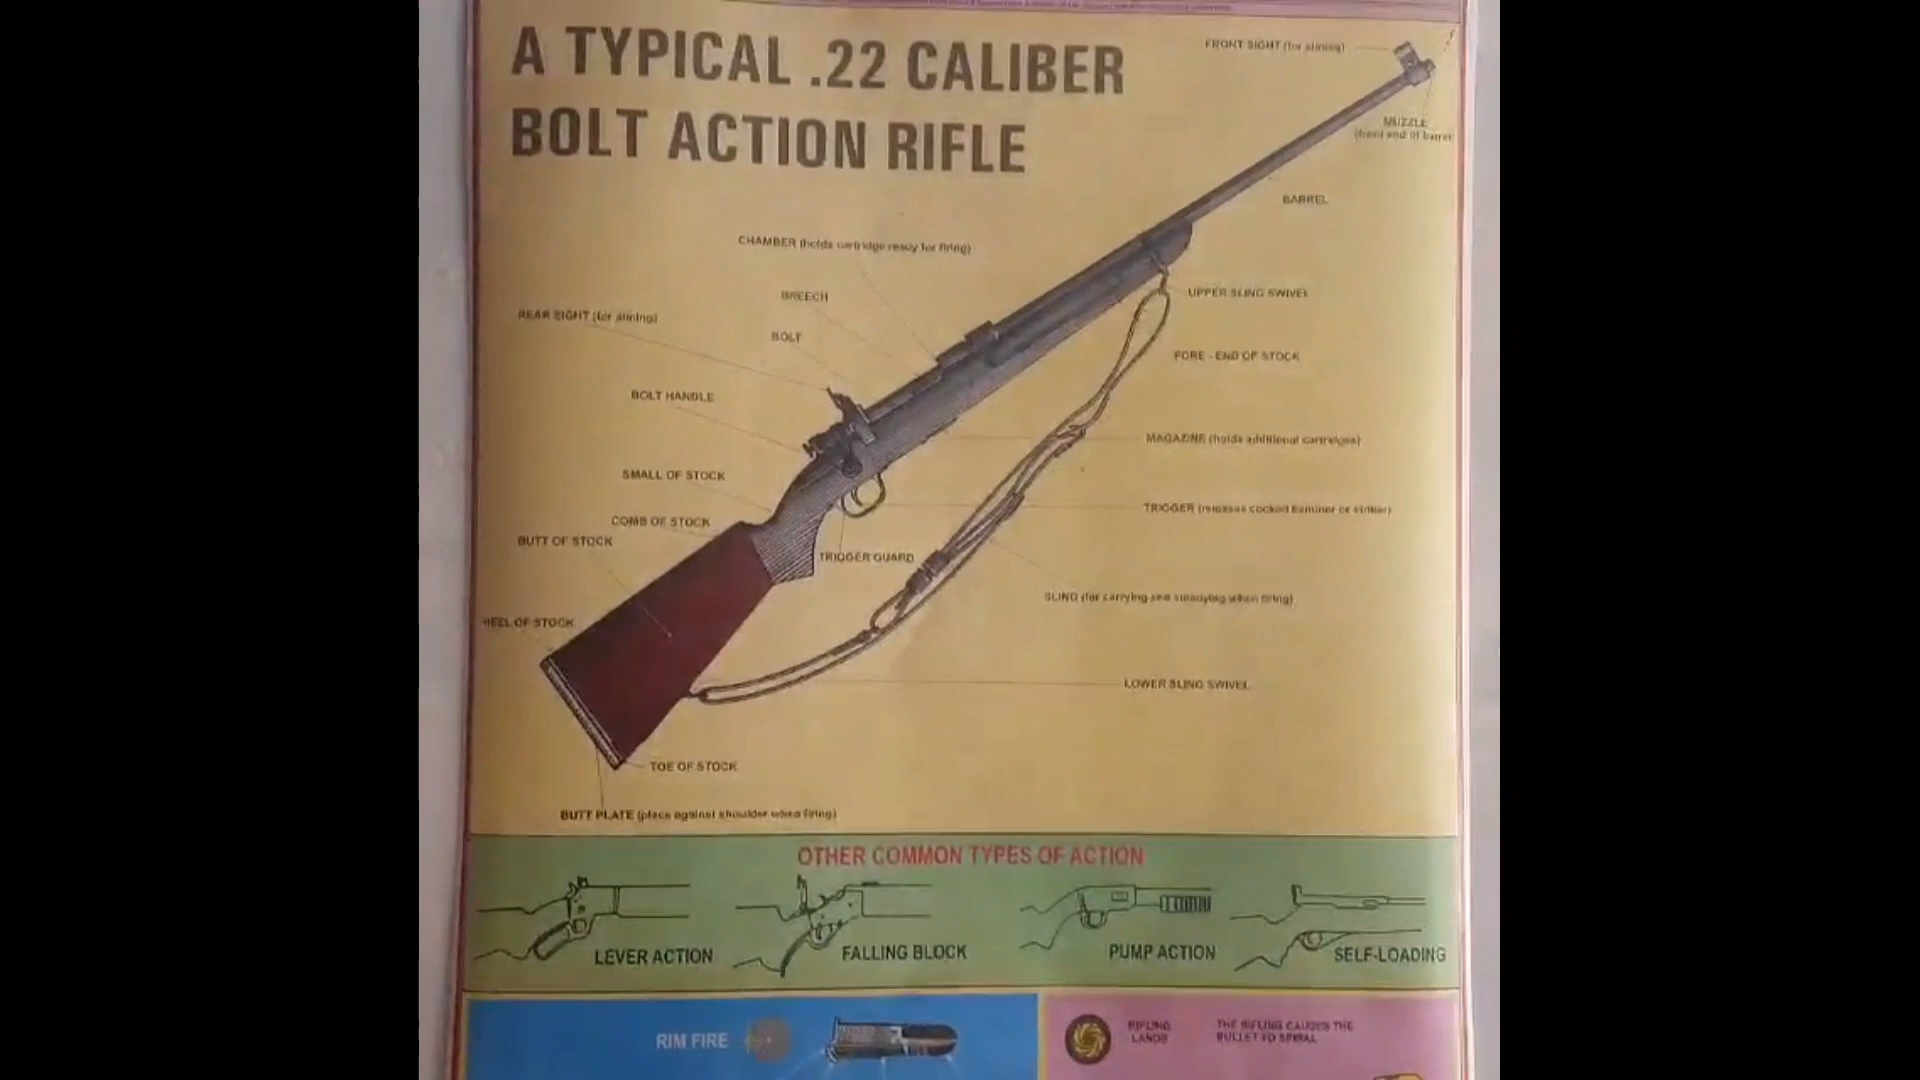 A TYPICAL .22 CALIBER
BOLT ACTION RIFLE
FRONT SIGHT (for aiming)
MUZZLE
(front end of barrel
BARREL
CHAMBER (holds cartridge ready for firing)
BREECH
UPPER SLING SWIVEL
REAR SIGHT (for aiming)
BOLT
FORE - END OF STOCK
BOLT HANDLE
MAGAZINE (holds additional cartridges)
SMALL OF STOCK
TRIGGER (releases cocked hammer or striker)
COMB OF STOCK
BUTT OF STOCK
TRIGGER GUARD
SLING (for carrying and steadying when firing)
HEEL OF STOCK
LOWER SLING SWIVEL
TOE OF STOCK
BUTT PLATE (place against shoulder when firing)
OTHER COMMON TYPES OF ACTION
LEVER ACTION
FALLING BLOCK
PUMP ACTION
SELF-LOADING
RIM FIRE
RIFLING
LANDS
THE RIFLING CAUSES THE
BULLET TO SPIRAL